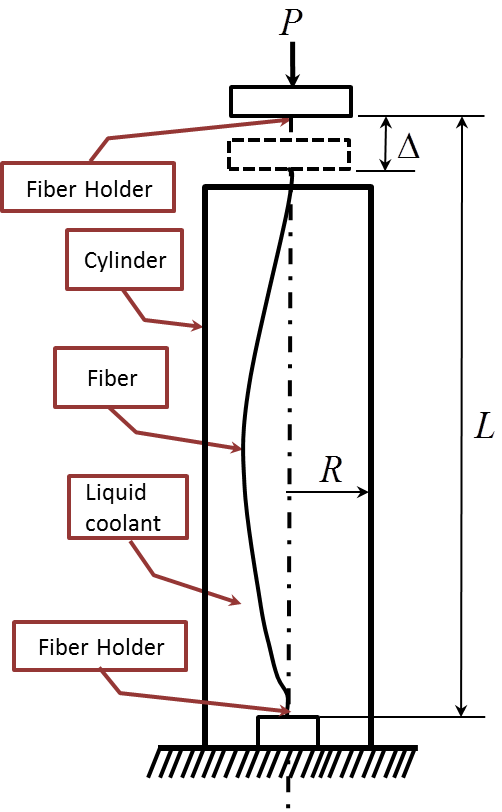 P
Δ
Fiber Holder
Cylinder
Fiber
L
R
Liquid
coolant
Fiber Holder